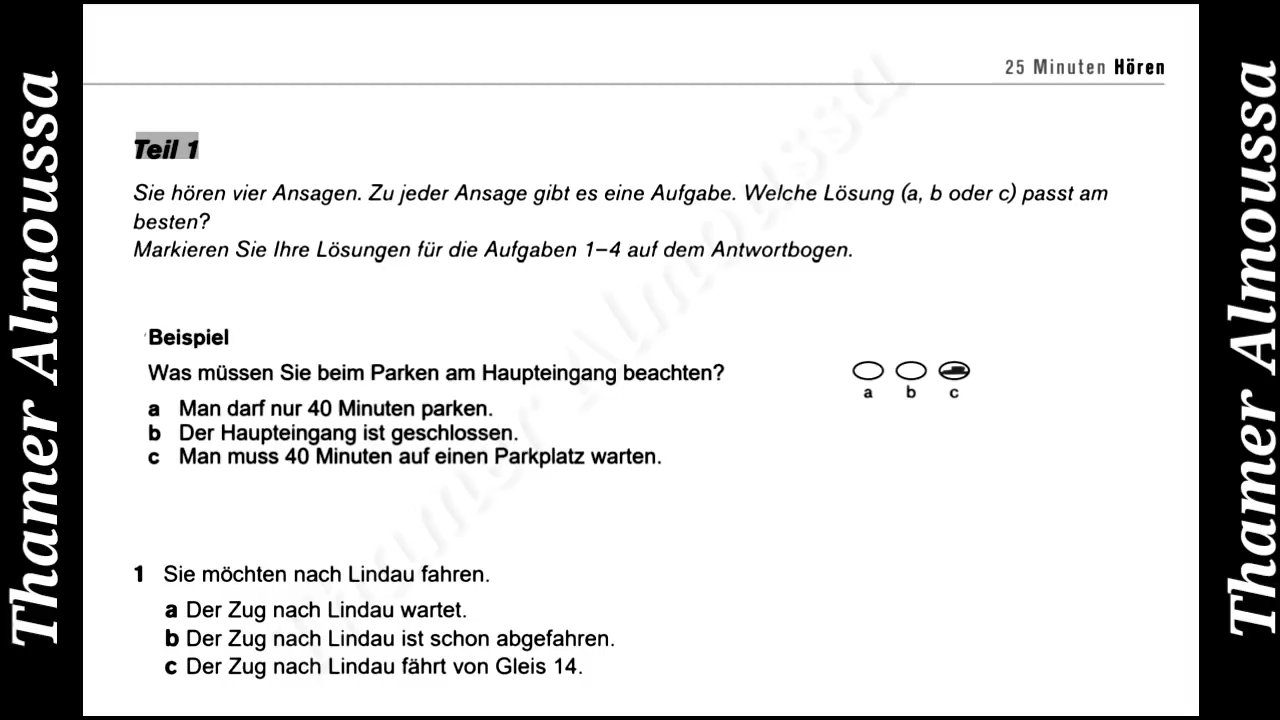 Thamer Almoussa
25 Minuten Hören
Teil 1
Sie hören vier Ansagen. Zu jeder Ansage gibt es eine Aufgabe. Welche Lösung (a, b oder c) passt am
besten?
Markieren Sie Ihre Lösungen für die Aufgaben 1–4 auf dem Antwortbogen.
Beispiel
Was müssen Sie beim Parken am Haupteingang beachten?
a b c
a Man darf nur 40 Minuten parken.
b Der Haupteingang ist geschlossen.
c Man muss 40 Minuten auf einen Parkplatz warten.
1 Sie möchten nach Lindau fahren.
a Der Zug nach Lindau wartet.
b Der Zug nach Lindau ist schon abgefahren.
c Der Zug nach Lindau fährt von Gleis 14.
Thamer Almoussa
Thamer Almoussa